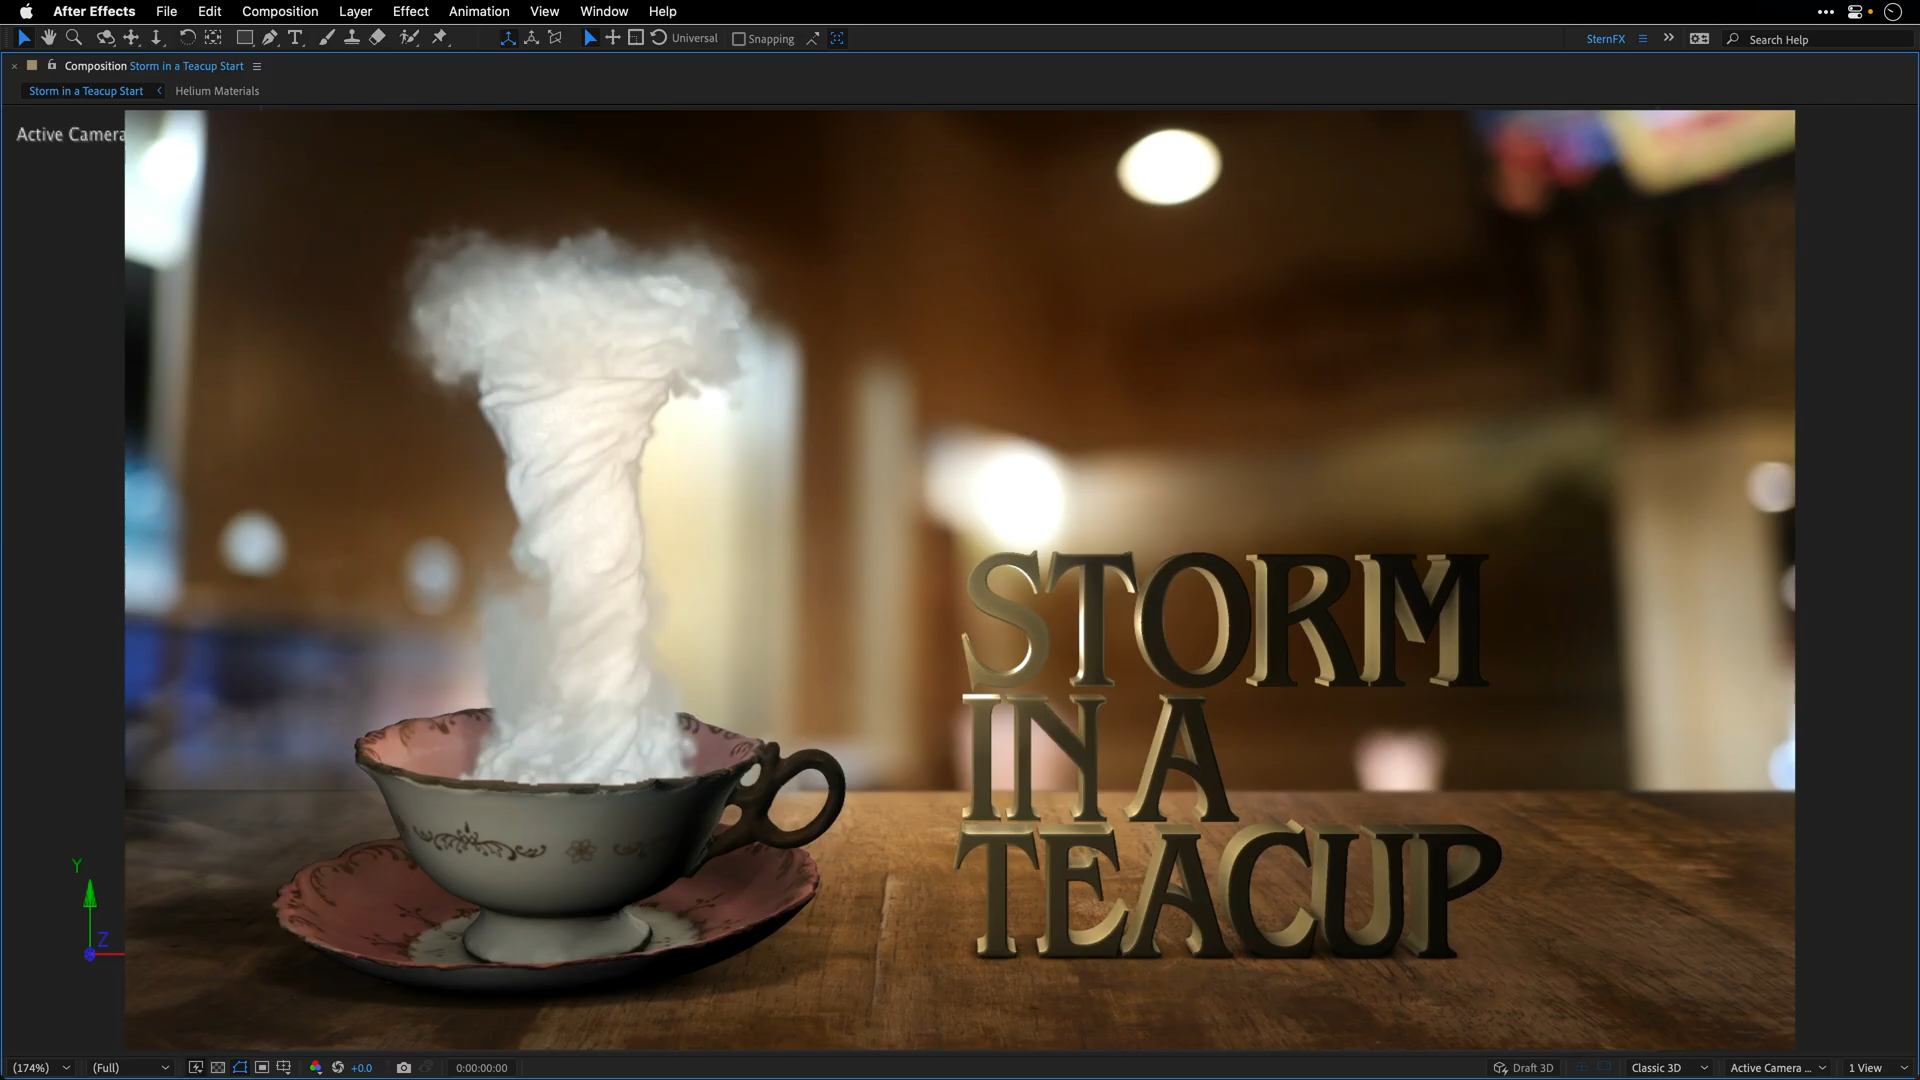 After Effects File Edit Composition Layer Effect Animation View Window Help
Universal Snapping SternFX Search Help
Composition Storm in a Teacup Start
Storm in a Teacup Start Helium Materials
Active Camera
STORM
IN A
TEACUP
Y
Z
(174%) (Full) +0.0 0:00:00:00 Draft 3D Classic 3D Active Camera ... 1 View